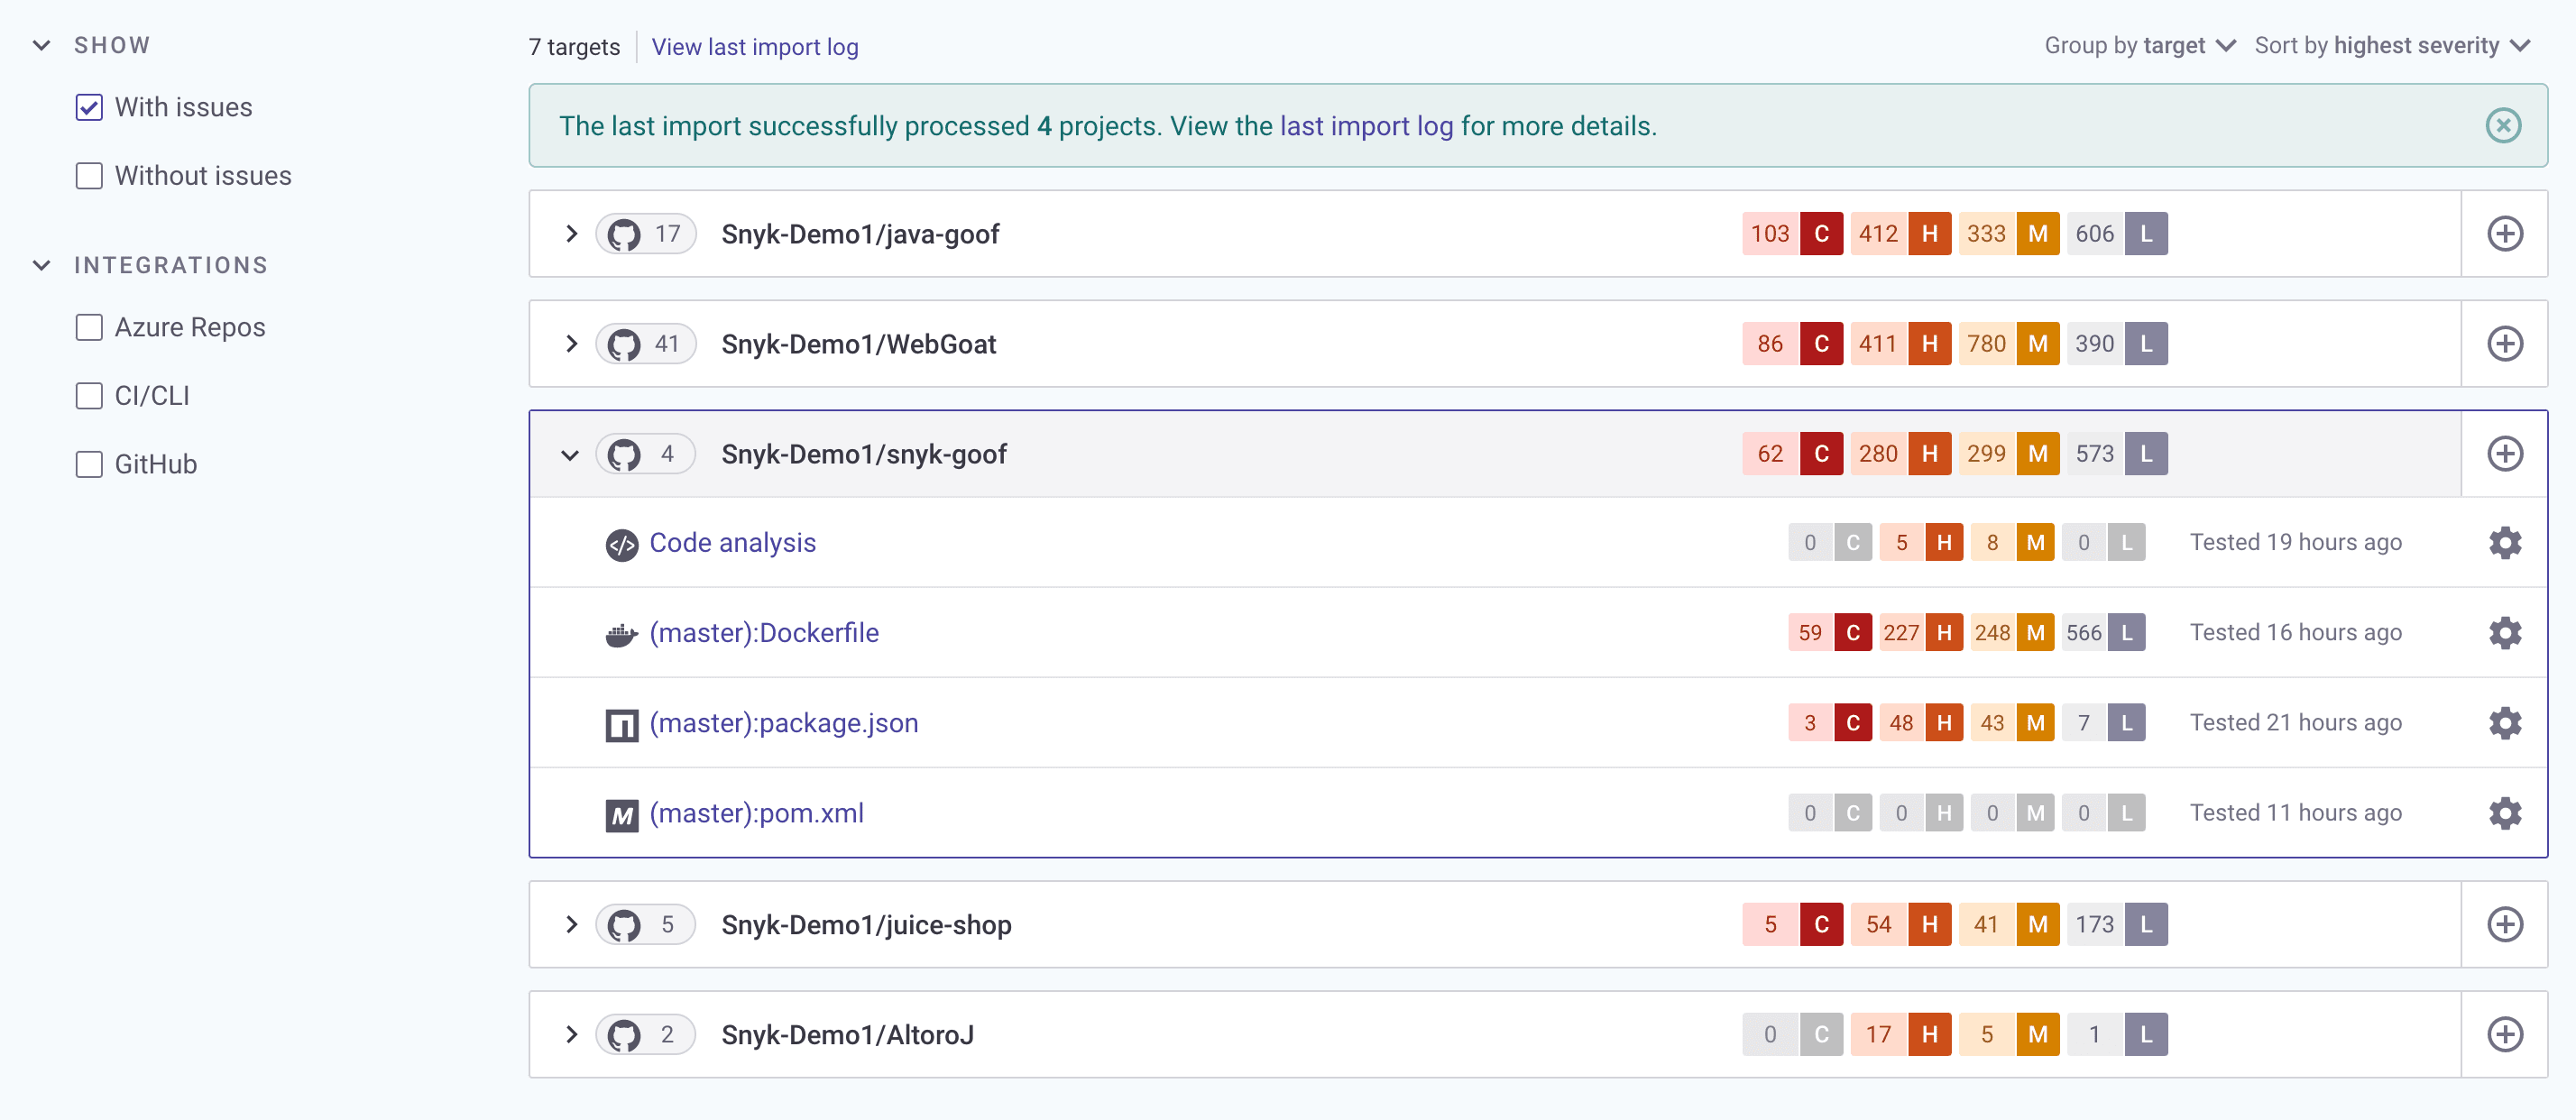 SHOW
With issues
Without issues
INTEGRATIONS
Azure Repos
CI/CLI
GitHub
7 targets View last import log Group by target Sort by highest severity
The last import successfully processed 4 projects. View the last import log for more details.
17 Snyk-Demo1/java-goof 103 C 412 H 333 M 606 L
41 Snyk-Demo1/WebGoat 86 C 411 H 780 M 390 L
4 Snyk-Demo1/snyk-goof 62 C 280 H 299 M 573 L
</> Code analysis 0 C 5 H 8 M 0 L Tested 19 hours ago
(master):Dockerfile 59 C 227 H 248 M 566 L Tested 16 hours ago
(master):package.json 3 C 48 H 43 M 7 L Tested 21 hours ago
M (master):pom.xml 0 C 0 H 0 M 0 L Tested 11 hours ago
5 Snyk-Demo1/juice-shop 5 C 54 H 41 M 173 L
2 Snyk-Demo1/AltoroJ 0 C 17 H 5 M 1 L